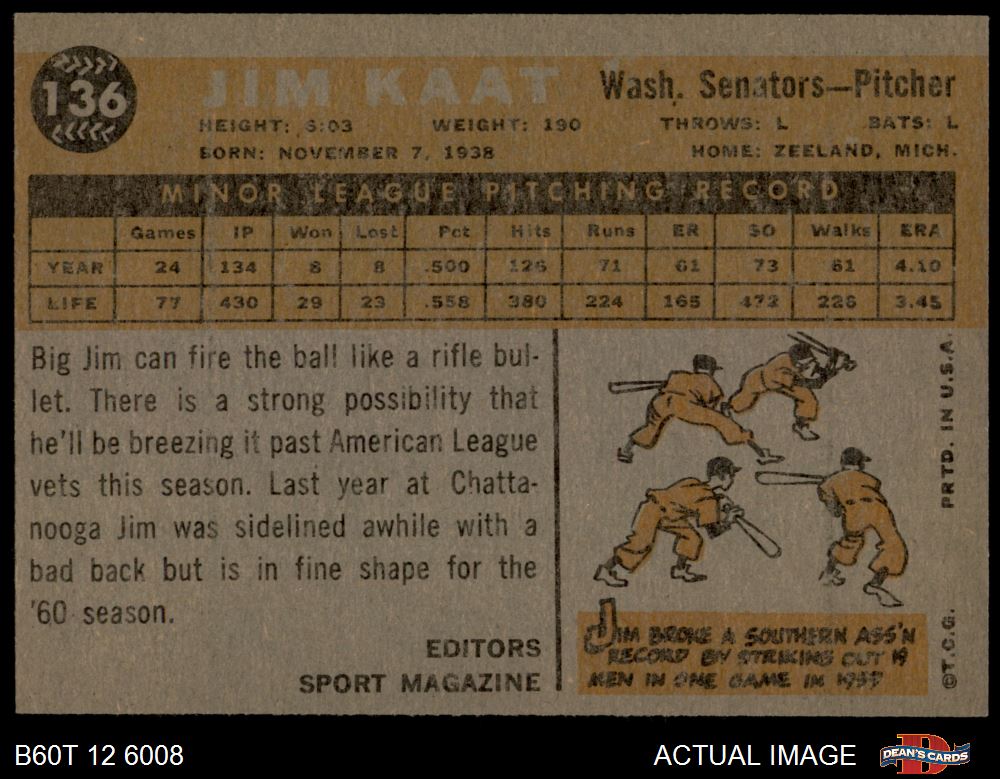 136
JIM KAAT
Wash. Senators—Pitcher
HEIGHT: 6:03 WEIGHT: 190 THROWS: L BATS: L
BORN: NOVEMBER 7, 1938 HOME: ZEELAND, MICH.
MINOR LEAGUE PITCHING RECORD
Games IP Won Lost Pct Hits Runs ER SO Walks ERA
YEAR 24 134 8 8 .500 126 71 61 73 61 4.10
LIFE 77 430 29 23 .558 380 224 165 472 226 3.45
Big Jim can fire the ball like a rifle bul-
let. There is a strong possibility that
he'll be breezing it past American League
vets this season. Last year at Chatta-
nooga Jim was sidelined awhile with a
bad back but is in fine shape for the
'60 season.
EDITORS
SPORT MAGAZINE
JIM BROKE A SOUTHERN ASS'N
RECORD BY STRIKING OUT 19
MEN IN ONE GAME IN 1959
©T.C.G. PRTD. IN U.S.A.
B60T 12 6008
ACTUAL IMAGE
DEAN'S CARDS